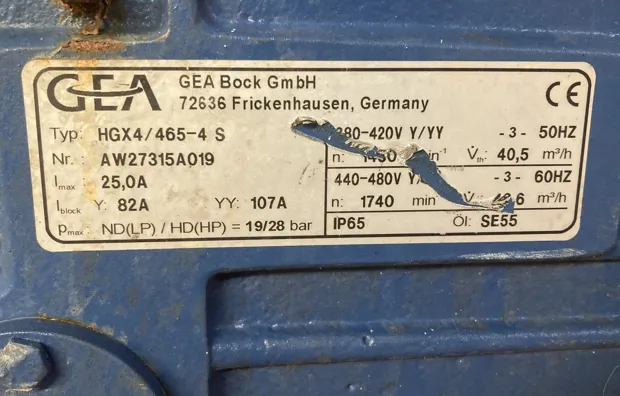 GEA
GEA Bock GmbH
72636 Frickenhausen, Germany
CE
Typ: HGX4/465-4 S
Nr.: AW27315A019
Imax 25,0A
Iblock Y: 82A YY: 107A
pmax: ND(LP) / HD(HP) = 19/28 bar
380-420V Y/YY -3- 50HZ
n: 1450 min-1 V̇th: 40,5 m³/h
440-480V -3- 60HZ
n: 1740 min m³/h
IP65 Öl: SE55